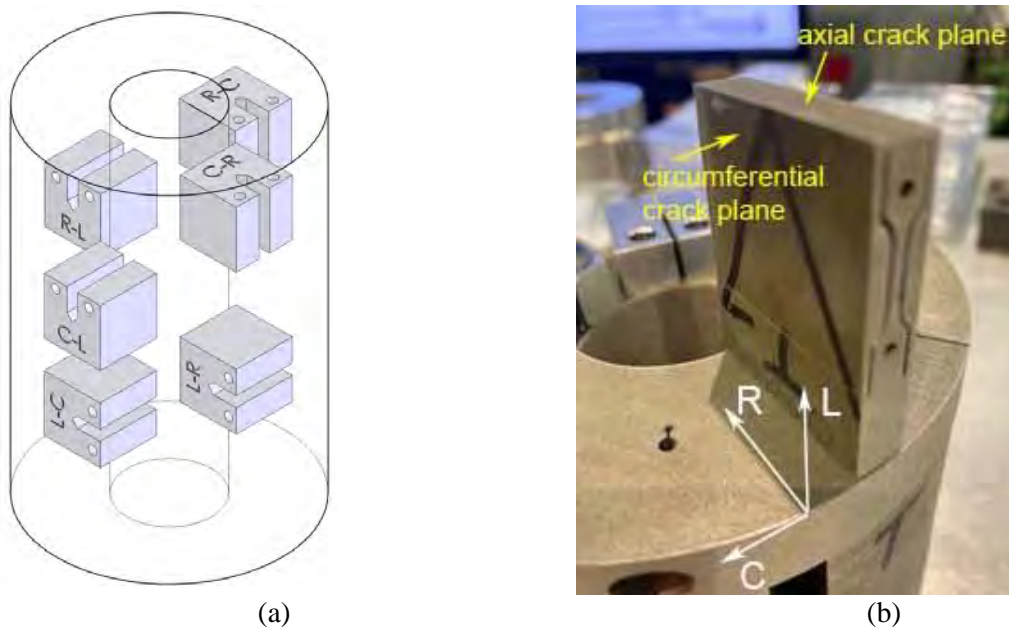 R-C
C-R
R-L
C-L
L-R
L-C
(a)
axial crack plane
circumferential
crack plane
R
L
C
(b)